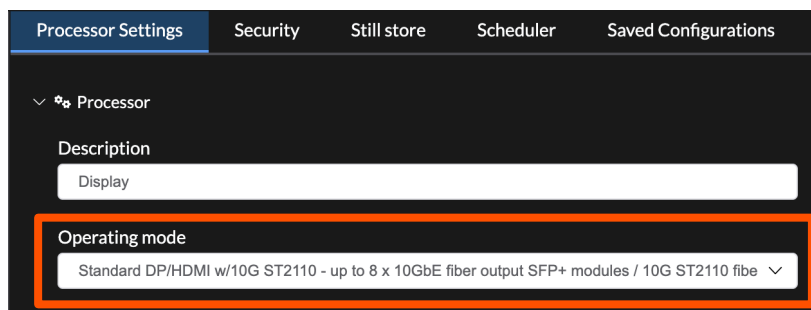 Processor Settings Security Still store Scheduler Saved Configurations
Processor
Description
Display
Operating mode
Standard DP/HDMI w/10G ST2110 - up to 8 x 10GbE fiber output SFP+ modules / 10G ST2110 fibe